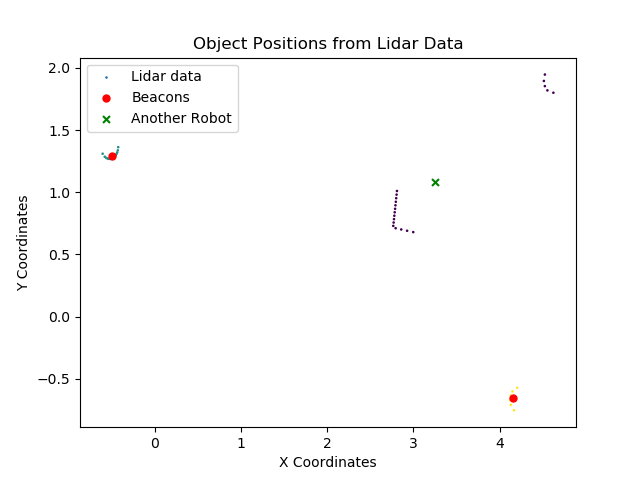 Object Positions from Lidar Data
Lidar data
Beacons
Another Robot
2.0
1.5
1.0
0.5
0.0
−0.5
Y Coordinates
0 1 2 3 4
X Coordinates